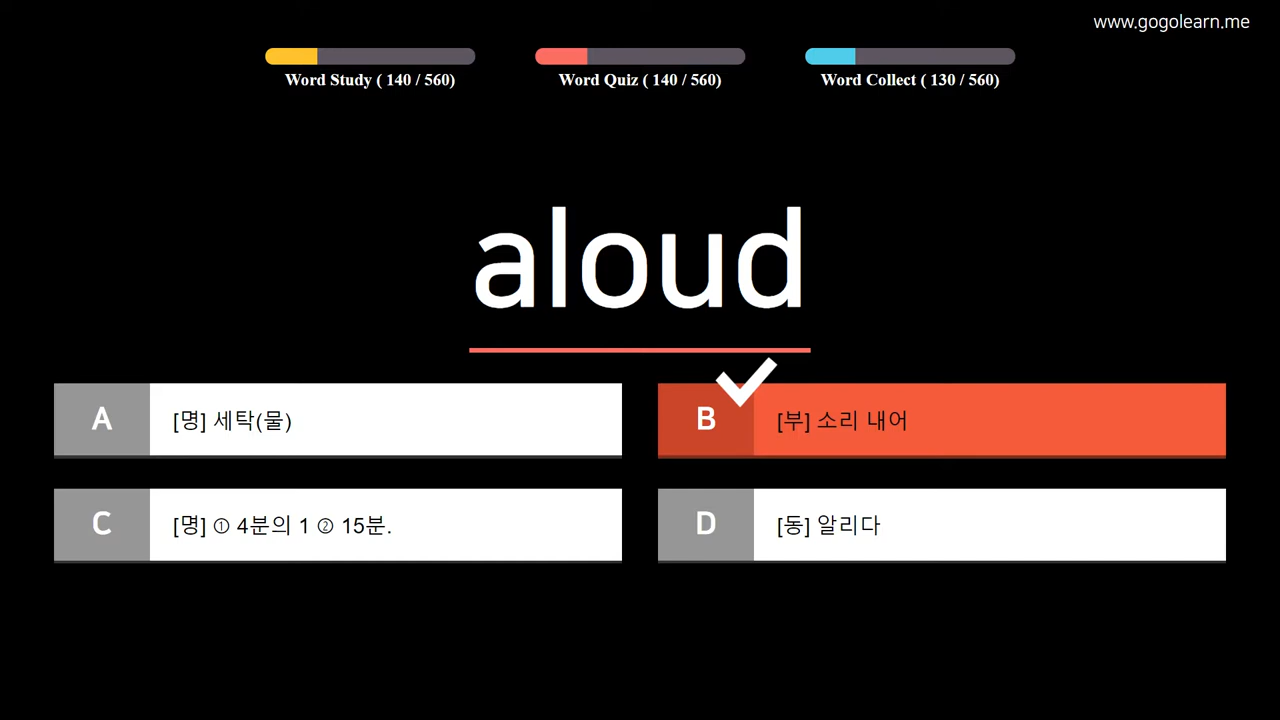 www.gogolearn.me
Word Study ( 140 / 560)
Word Quiz ( 140 / 560)
Word Collect ( 130 / 560)
aloud
A
[명] 세탁(물)
B
[부] 소리 내어
C
[명] ① 4분의 1 ② 15분.
D
[동] 알리다